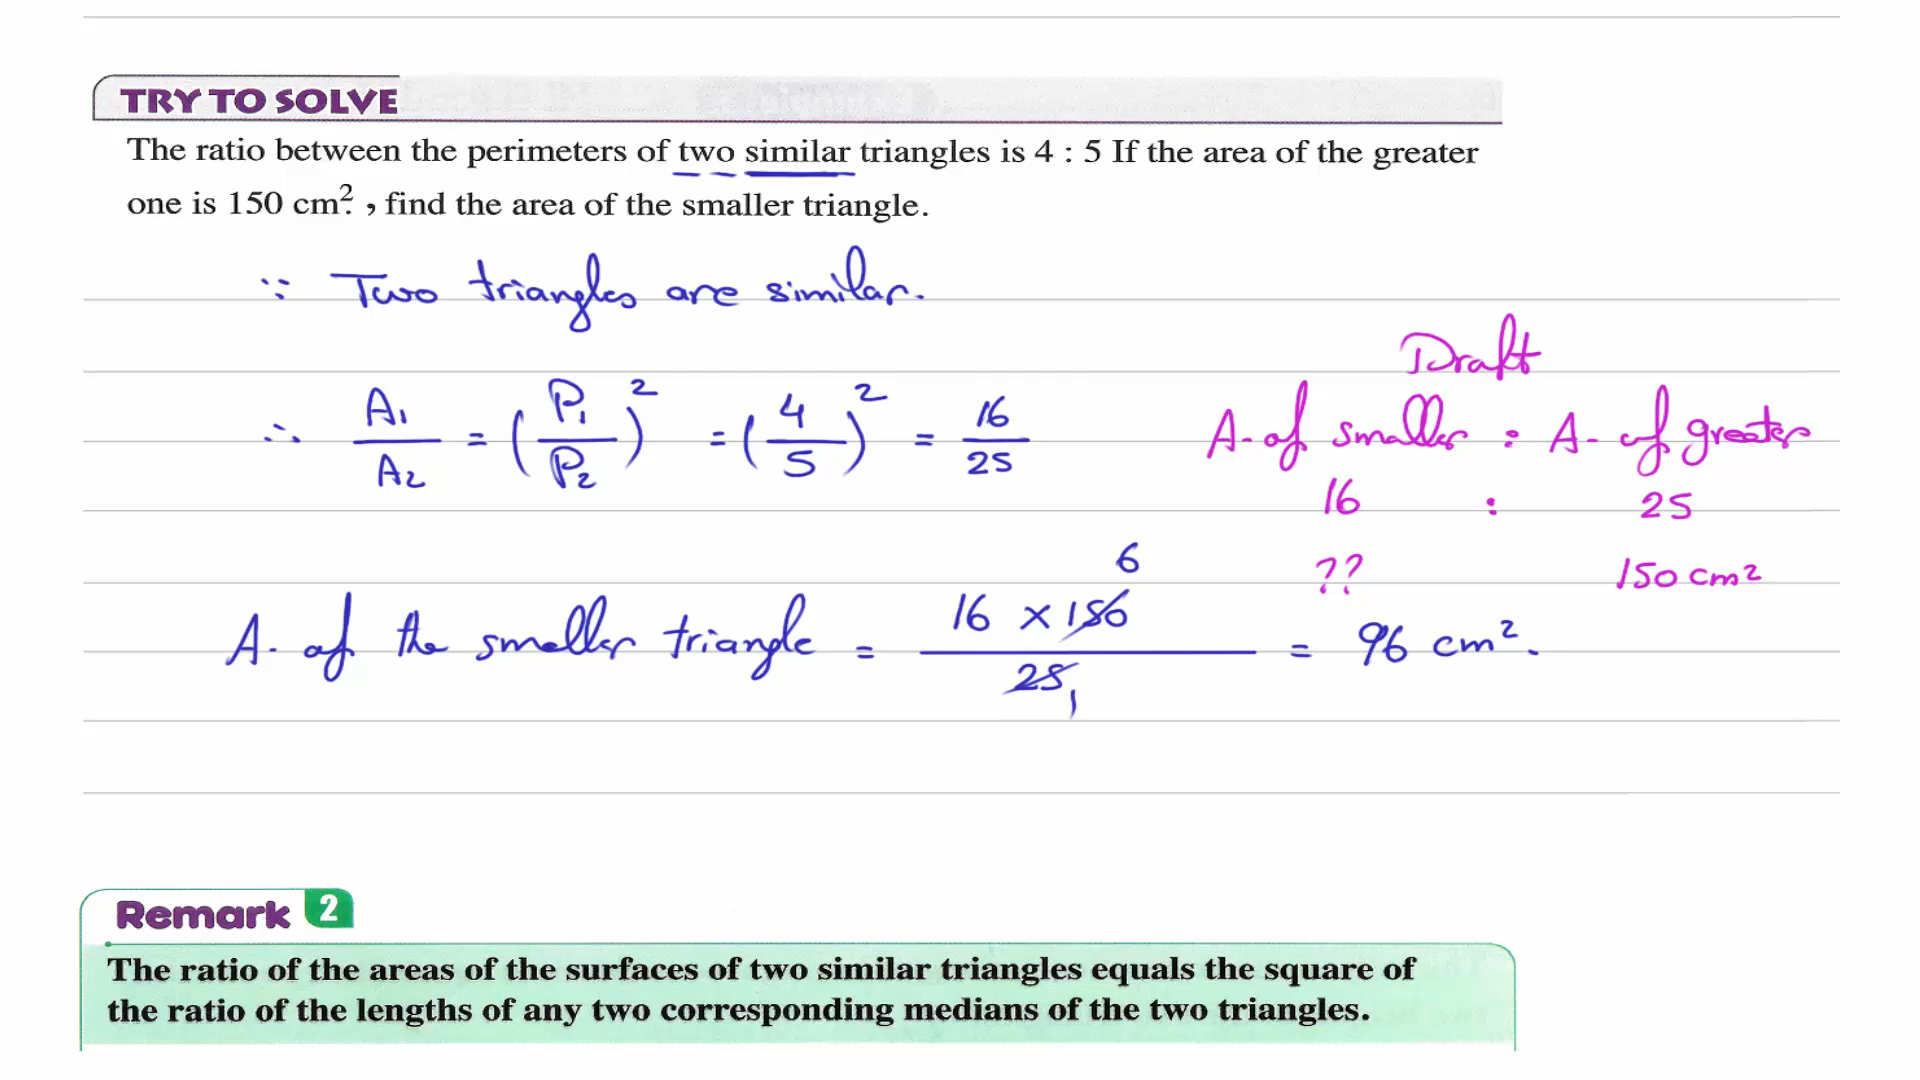 TRY TO SOLVE
The ratio between the perimeters of two similar triangles is 4 : 5 If the area of the greater
one is 150 cm² , find the area of the smaller triangle.
∵ Two triangles are similar.
∴ A₁/A₂ = (P₁/P₂)² = (4/5)² = 16/25
Draft
A. of smaller : A. of greater
16 : 25
?? 150 cm²
A. of the smaller triangle = 16 × 150 6 / 25 1 = 96 cm².
Remark 2
The ratio of the areas of the surfaces of two similar triangles equals the square of
the ratio of the lengths of any two corresponding medians of the two triangles.